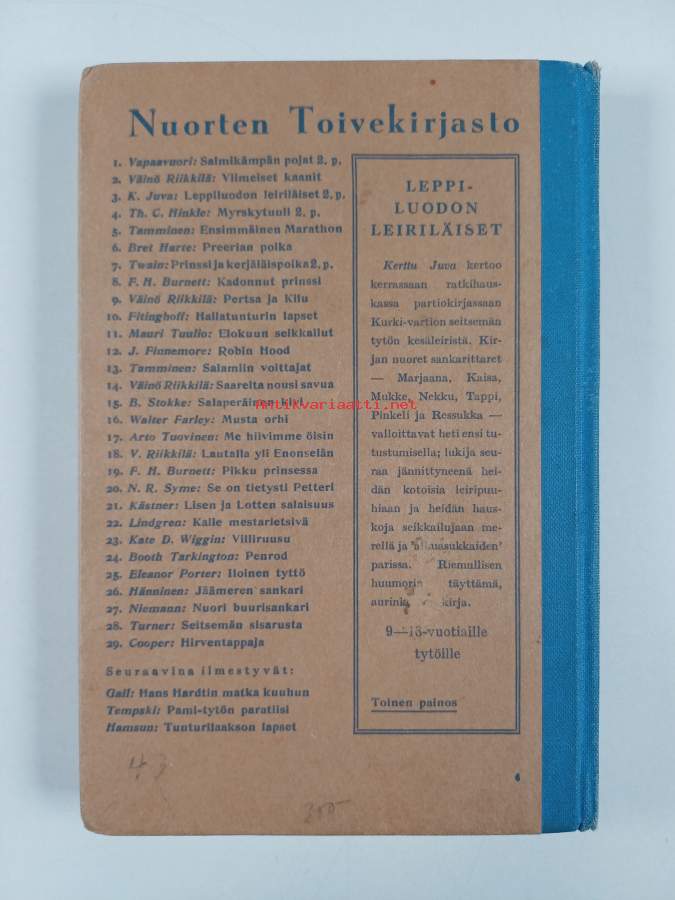 Nuorten Toivekirjasto
1. Vapaavuori: Salmikämpän pojat 2. p.
2. Väinö Riikkilä: Viimeiset kaanit
3. K. Juva: Leppiluodon leiriläiset 2. p.
4. Th. C. Hinkle: Myrskytuuli 2. p.
5. Tamminen: Ensimmäinen Marathon
6. Bret Harte: Preerian poika
7. Twain: Prinssi ja kerjäläispoika 2. p.
8. F. H. Burnett: Kadonnut prinssi
9. Väinö Riikkilä: Pertsa ja Kilu
10. Fitinghoff: Hallatunturin lapset
11. Mauri Tuulio: Elokuun seikkailut
12. J. Finnemore: Robin Hood
13. Tamminen: Salamiin voittajat
14. Väinö Riikkilä: Saarelta nousi savua
15. B. Stokke: Salaperäinen kivi
16. Walter Farley: Musta orhi
17. Arto Tuovinen: Me hiivimme öisin
18. V. Riikkilä: Lautalla yli Enonselän
19. F. H. Burnett: Pikku prinsessa
20. N. R. Syme: Se on tietysti Petteri
21. Kästner: Lisen ja Lotten salaisuus
22. Lindgren: Kalle mestarietsivä
23. Kate D. Wiggin: Villiruusu
24. Booth Tarkington: Penrod
25. Eleanor Porter: Iloinen tyttö
26. Hänninen: Jäämeren sankari
27. Niemann: Nuori buurisankari
28. Turner: Seitsemän sisarusta
29. Cooper: Hirventappaja
Seuraavina ilmestyvät:
Gail: Hans Hardtin matka kuuhun
Tempski: Pami-tytön paratiisi
Hamsun: Tunturilaakson lapset
LEPPI-
LUODON
LEIRILÄISET
Kerttu Juva kertoo
kerrassaan ratkihaus-
kassa partiokirjassaan
Kurki-vartion seitsemän
tytön kesäleiristä. Kir-
jan nuoret sankarittaret
— Marjaana, Kaisa,
Mukke, Nekku, Tappi,
Pinkeli ja Ressukka —
valloittavat heti ensi tu-
tustumisella; lukija seu-
raa jännittyneenä hei-
dän kotoisia leiripuu-
hiaan ja heidän haus-
koja seikkailujaan me-
rellä ja
parissa. Riemullisen
huumorin täyttämä,
kirja.
9—13-vuotiaille
tytöille
Toinen painos
Antikvariaatti.net
200